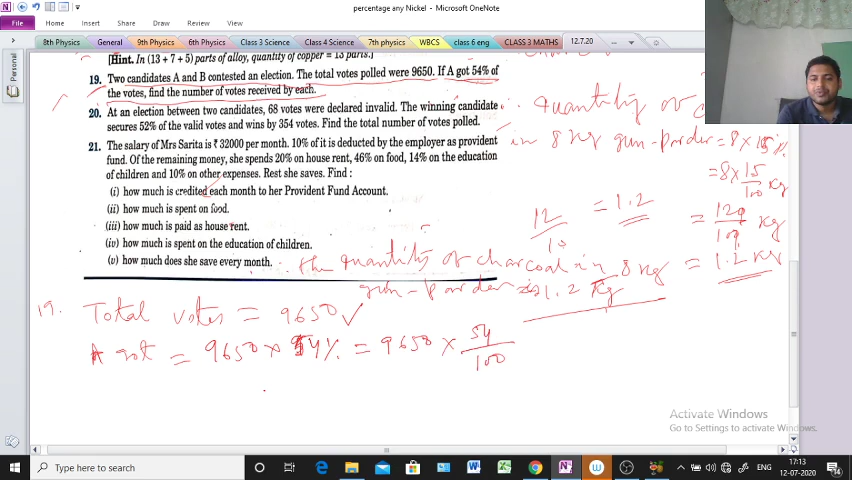 percentage any Nickel - Microsoft OneNote
File Home Insert Draw Review View
8th Physics General 9th Physics 6th Physics Class 3 Science Class 4 Science 7th physics WBCS class 6 eng CLASS 3 MATHS 12.7.20
Personal
[Hint. In (13 + 7 + 5) parts of alloy, quantity of copper = 13 parts.]
19. Two candidates A and B contested an election. The total votes polled were 9650. If A got 54% of
the votes, find the number of votes received by each.
20. At an election between two candidates, 68 votes were declared invalid. The winning candidate
secures 52% of the valid votes and wins by 354 votes. Find the total number of votes polled.
21. The salary of Mrs Sarita is ₹ 32000 per month. 10% of it is deducted by the employer as provident
fund. Of the remaining money, she spends 20% on house rent, 46% on food, 14% on the education
of children and 10% on other expenses. Rest she saves. Find :
(i) how much is credited each month to her Provident Fund Account.
(ii) how much is spent on food.
(iii) how much is paid as house rent.
(iv) how much is spent on the education of children.
(v) how much does she save every month.
Quantity of
in 8 kg gun-powder = 8 × 15%
= 8 × 15/100 kg
12/10 = 1.2
= 120/100 kg
= 1.2 kg
the quantity of charcoal in 8 kg
gun-powder is 1.2 kg
19. Total votes = 9650 ✓
A got = 9650 × 54% = 9650 × 54/100
Activate Windows
Go to Settings to activate Windows.
Type here to search
ENG
17:13
12-07-2020
14